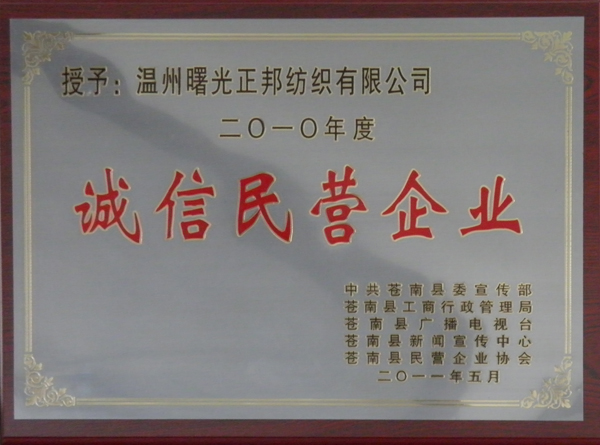 授予：温州曙光正邦纺织有限公司
二〇一〇年度
诚信民营企业
中共苍南县委宣传部
苍南县工商行政管理局
苍南县广播电视台
苍南县新闻宣传中心
苍南县民营企业协会
二〇一一年五月